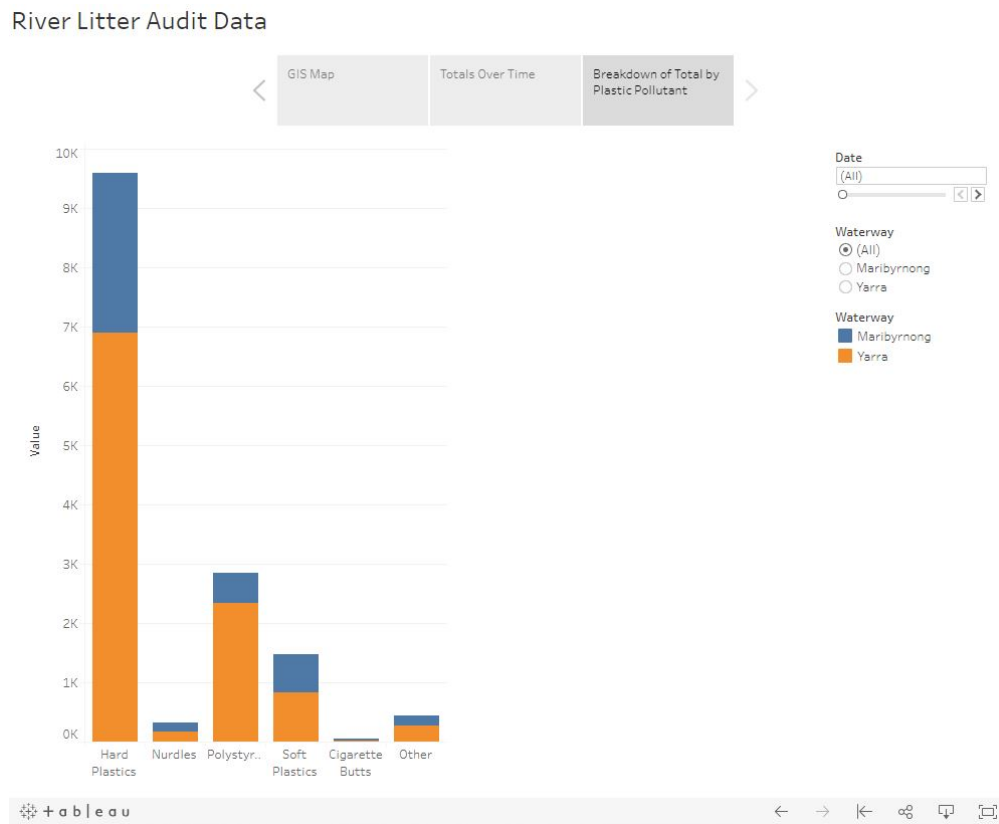 River Litter Audit Data
GIS Map
Totals Over Time
Breakdown of Total by
Plastic Pollutant
10K
9K
8K
7K
6K
5K
4K
3K
2K
1K
0K
Value
Hard
Plastics
Nurdles
Polystyr..
Soft
Plastics
Cigarette
Butts
Other
Date
(All)
Waterway
(All)
Maribyrnong
Yarra
Waterway
Maribyrnong
Yarra
+ableau